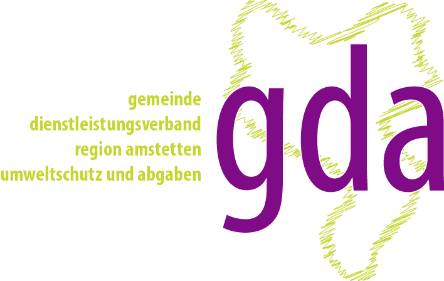 gemeinde
dienstleistungsverband
region amstetten
umweltschutz und abgaben
gda